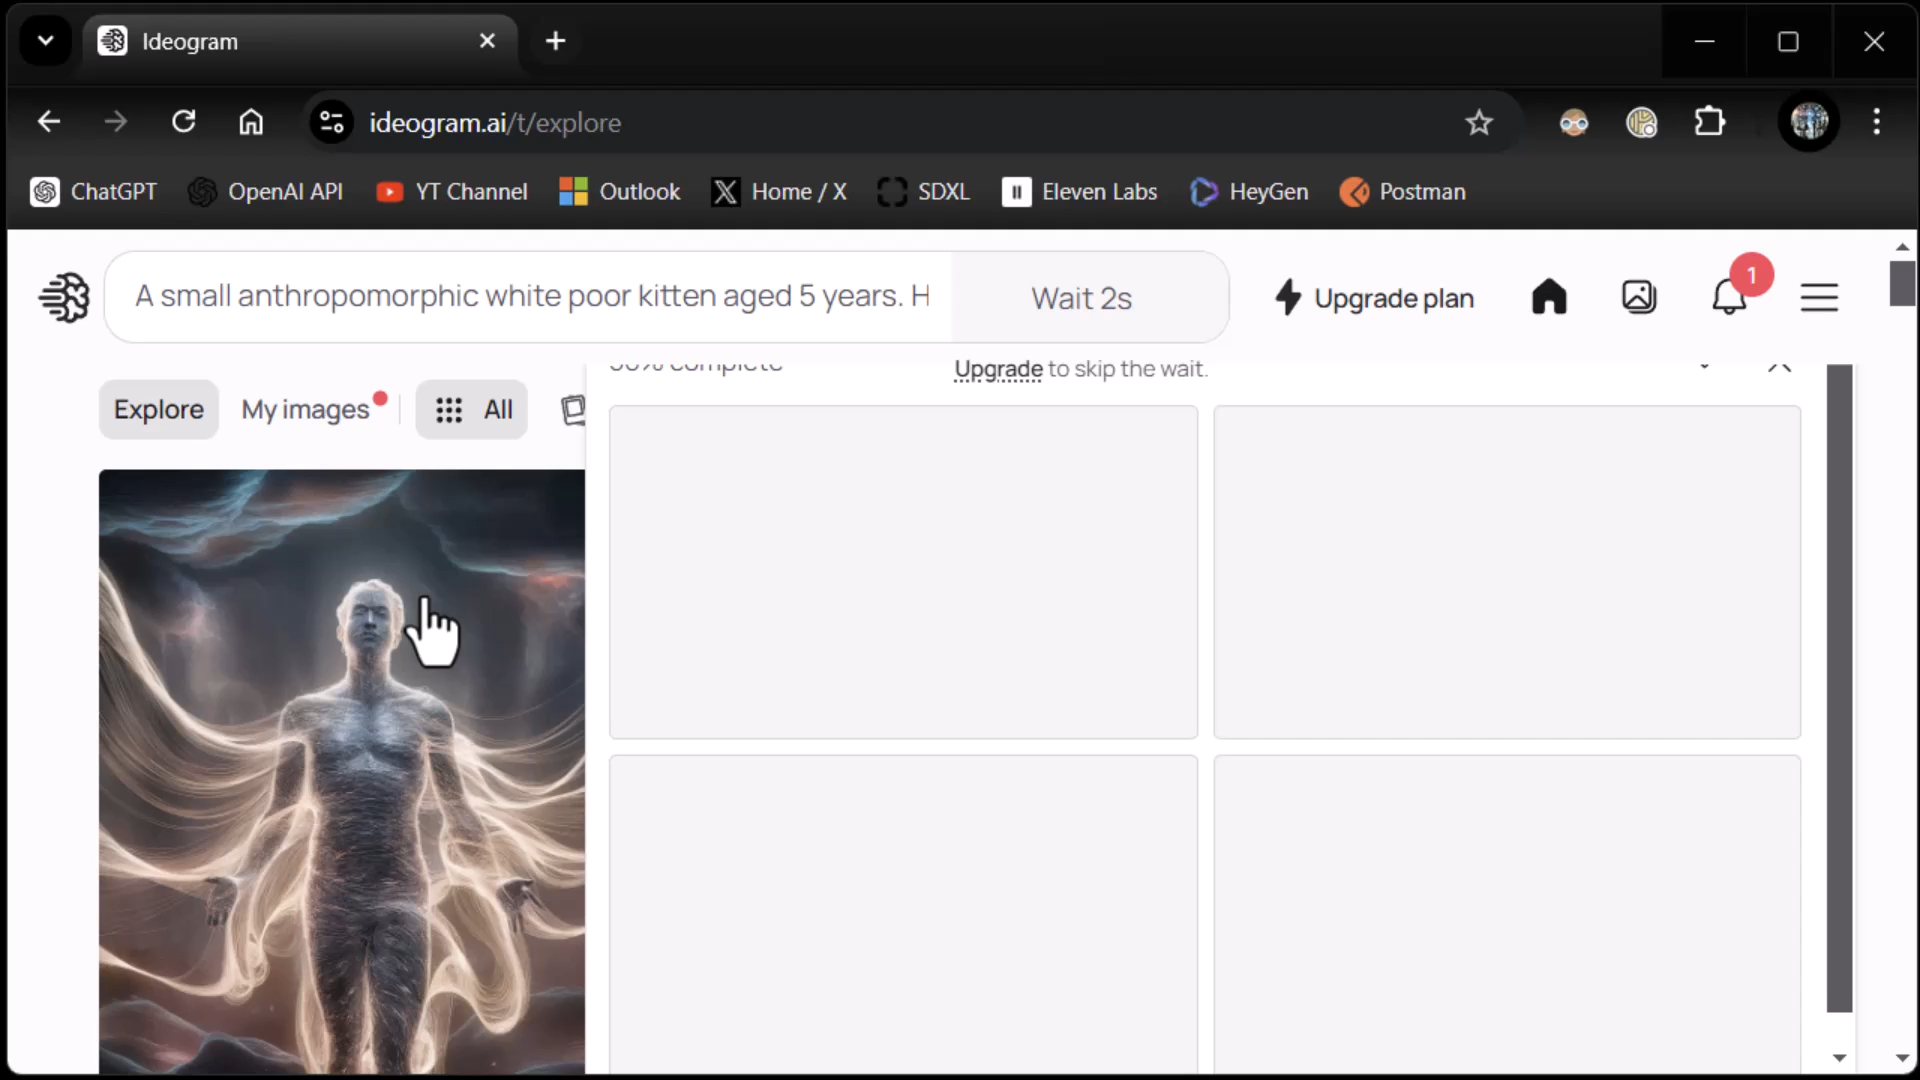 Ideogram
ideogram.ai/t/explore
ChatGPT
OpenAI API
YT Channel
Outlook
Home / X
SDXL
Eleven Labs
HeyGen
Postman
A small anthropomorphic white poor kitten aged 5 years. H
Wait 2s
Upgrade plan
1
complete
Upgrade to skip the wait.
Explore
My images
All